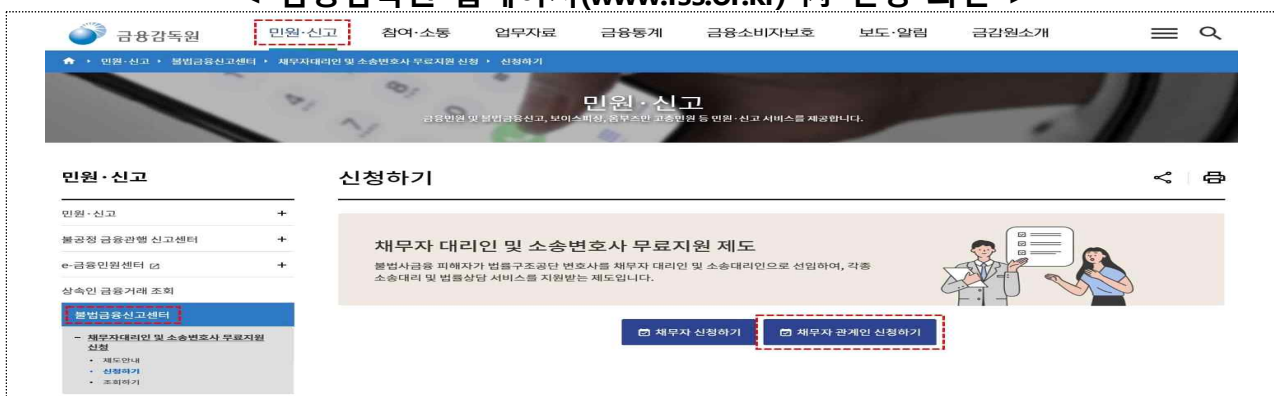 금융감독원 민원·신고 참여·소통 업무자료 금융통계 금융소비자보호 보도·알림 금감원소개
민원·신고 불법금융신고센터 채무자대리인 및 소송변호사 무료지원 신청 신청하기
민원·신고
금융민원 및 불법금융신고, 보이스피싱, 옴부즈만 고충민원 등 민원·신고 서비스를 제공합니다.
민원·신고
민원·신고 +
불공정 금융관행 신고센터 +
e-금융민원센터 +
상속인 금융거래 조회
불법금융신고센터
− 채무자대리인 및 소송변호사 무료지원
신청
• 제도안내
• 신청하기
• 조회하기
신청하기
채무자 대리인 및 소송변호사 무료지원 제도
불법사금융 피해자가 법률구조공단 변호사를 채무자 대리인 및 소송대리인으로 선임하여, 각종
소송대리 및 법률상담 서비스를 지원받는 제도입니다.
채무자 신청하기
채무자 관계인 신청하기